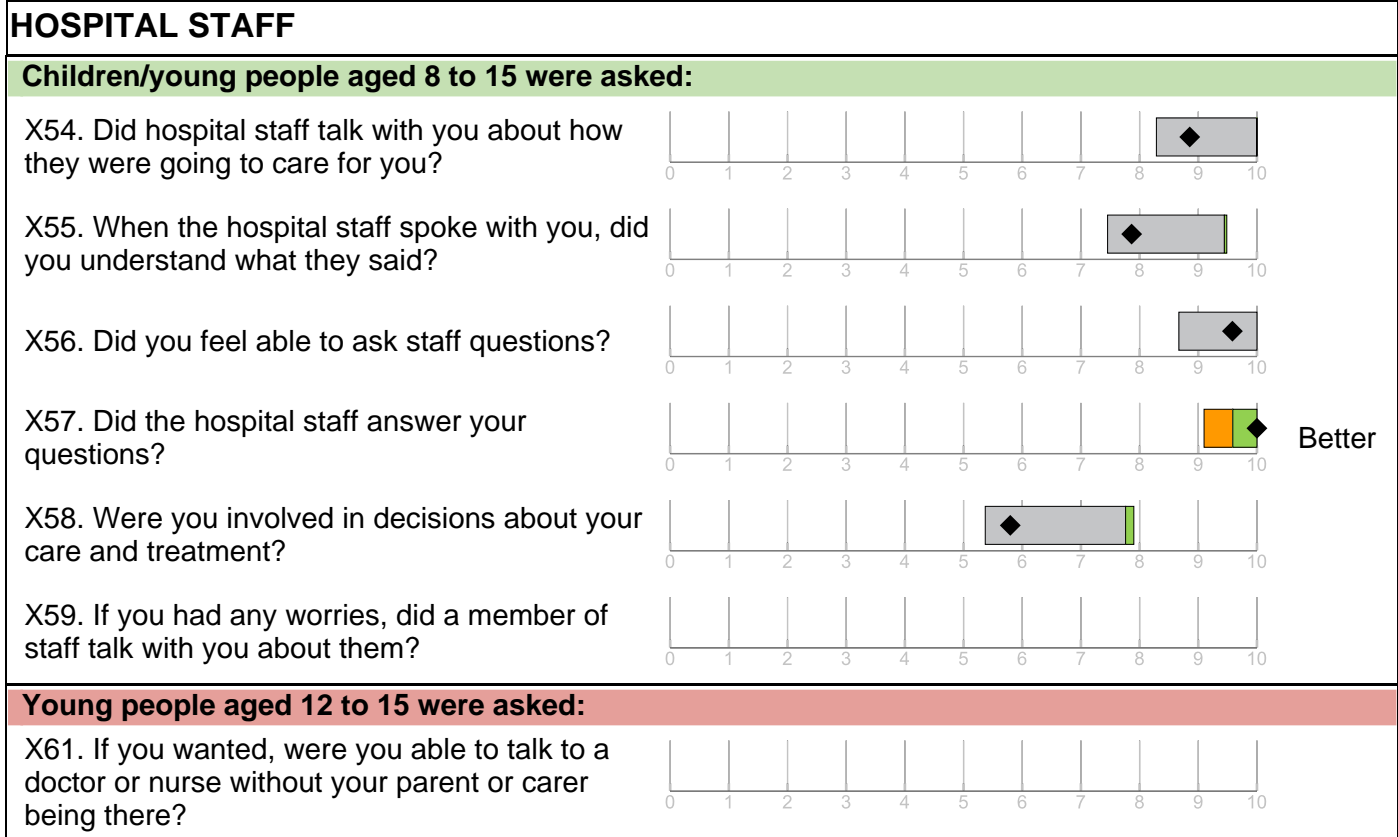 HOSPITAL STAFF
Children/young people aged 8 to 15 were asked:
X54. Did hospital staff talk with you about how
they were going to care for you?
0 1 2 3 4 5 6 7 8 9 10
X55. When the hospital staff spoke with you, did
you understand what they said?
0 1 2 3 4 5 6 7 8 9 10
X56. Did you feel able to ask staff questions?
0 1 2 3 4 5 6 7 8 9 10
X57. Did the hospital staff answer your
questions?
0 1 2 3 4 5 6 7 8 9 10
Better
X58. Were you involved in decisions about your
care and treatment?
0 1 2 3 4 5 6 7 8 9 10
X59. If you had any worries, did a member of
staff talk with you about them?
0 1 2 3 4 5 6 7 8 9 10
Young people aged 12 to 15 were asked:
X61. If you wanted, were you able to talk to a
doctor or nurse without your parent or carer
being there?
0 1 2 3 4 5 6 7 8 9 10